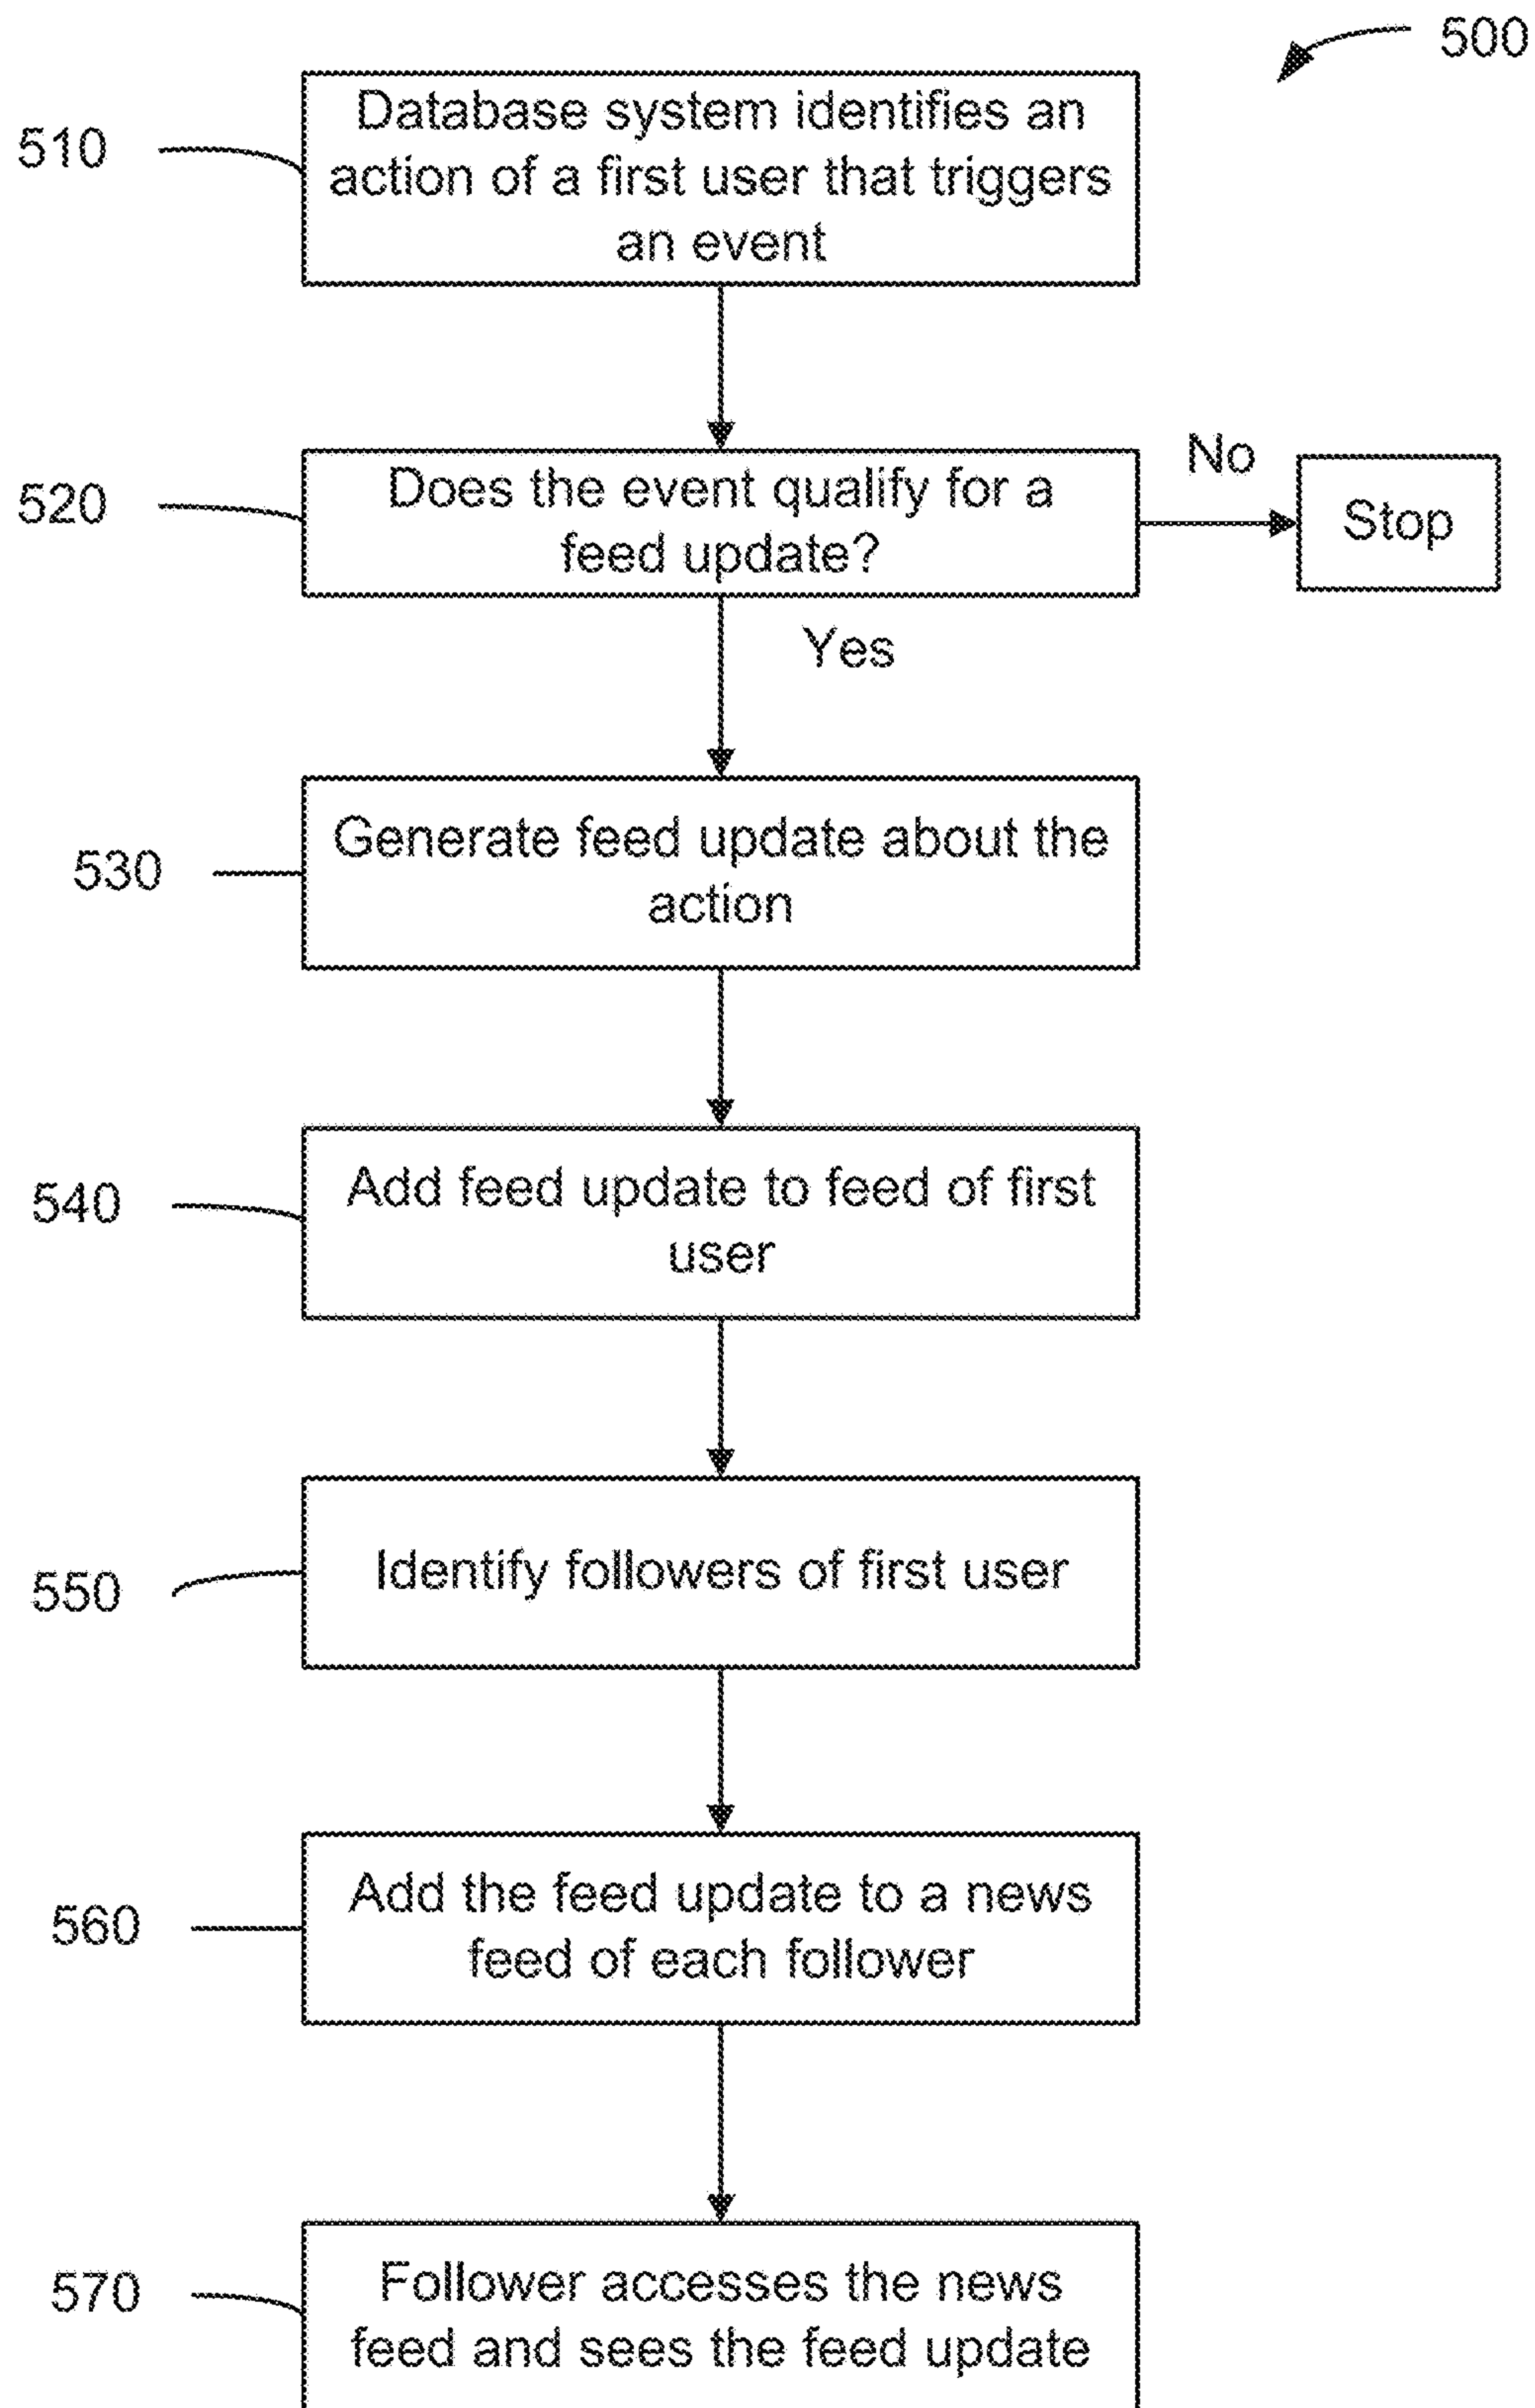 500
510
Database system identifies an
action of a first user that triggers
an event
520
Does the event qualify for a
feed update?
No
Stop
Yes
530
Generate feed update about the
action
540
Add feed update to feed of first
user
550
Identify followers of first user
560
Add the feed update to a news
feed of each follower
570
Follower accesses the news
feed and sees the feed update